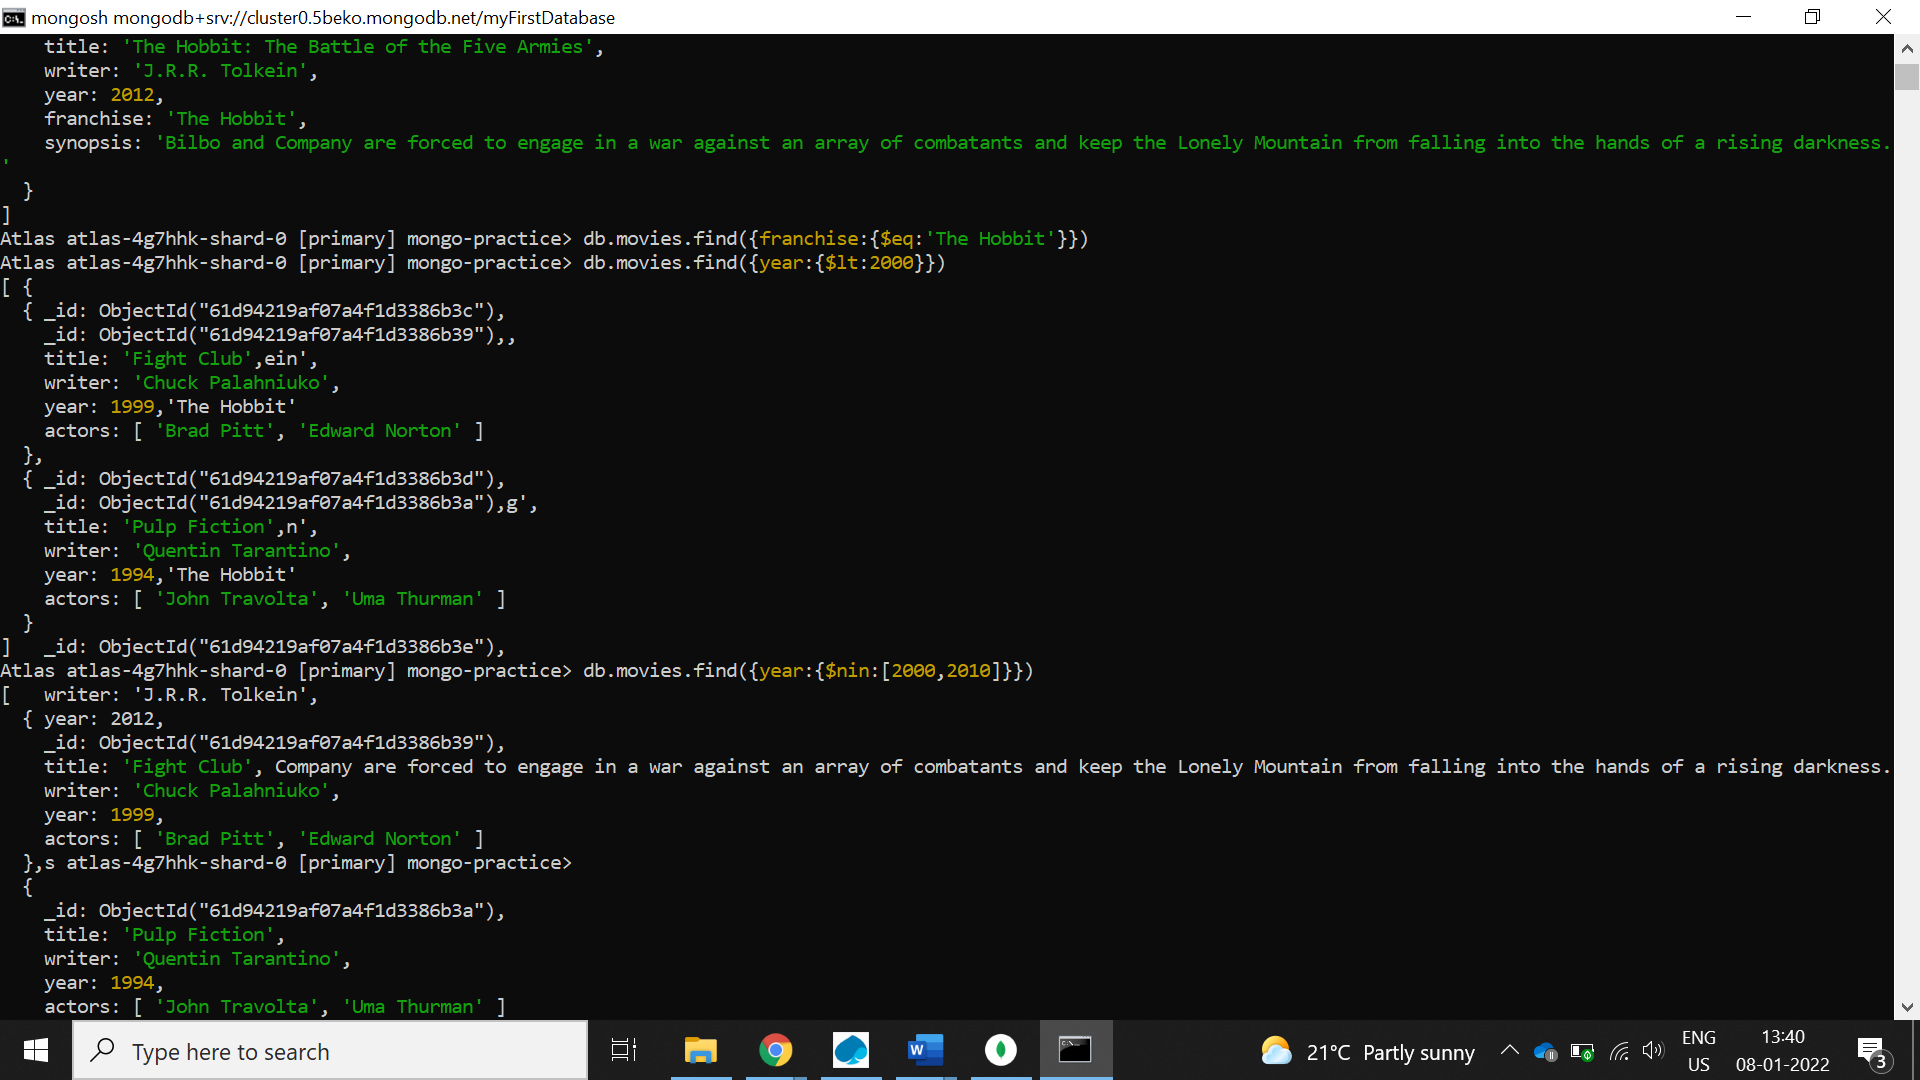 mongosh mongodb+srv://cluster0.5beko.mongodb.net/myFirstDatabase
title: 'The Hobbit: The Battle of the Five Armies',
writer: 'J.R.R. Tolkein',
year: 2012,
franchise: 'The Hobbit',
synopsis: 'Bilbo and Company are forced to engage in a war against an array of combatants and keep the Lonely Mountain from falling into the hands of a rising darkness.
'
}
]
Atlas atlas-4g7hhk-shard-0 [primary] mongo-practice> db.movies.find({franchise:{$eq:'The Hobbit'}})
Atlas atlas-4g7hhk-shard-0 [primary] mongo-practice> db.movies.find({year:{$lt:2000}})
[ {
{ _id: ObjectId("61d94219af07a4f1d3386b3c"),
_id: ObjectId("61d94219af07a4f1d3386b39"),,
title: 'Fight Club',ein',
writer: 'Chuck Palahniuko',
year: 1999,'The Hobbit'
actors: [ 'Brad Pitt', 'Edward Norton' ]
},
{ _id: ObjectId("61d94219af07a4f1d3386b3d"),
_id: ObjectId("61d94219af07a4f1d3386b3a"),g',
title: 'Pulp Fiction',n',
writer: 'Quentin Tarantino',
year: 1994,'The Hobbit'
actors: [ 'John Travolta', 'Uma Thurman' ]
}
] _id: ObjectId("61d94219af07a4f1d3386b3e"),
Atlas atlas-4g7hhk-shard-0 [primary] mongo-practice> db.movies.find({year:{$nin:[2000,2010]}})
[ writer: 'J.R.R. Tolkein',
{ year: 2012,
_id: ObjectId("61d94219af07a4f1d3386b39"),
title: 'Fight Club', Company are forced to engage in a war against an array of combatants and keep the Lonely Mountain from falling into the hands of a rising darkness.
writer: 'Chuck Palahniuko',
year: 1999,
actors: [ 'Brad Pitt', 'Edward Norton' ]
},s atlas-4g7hhk-shard-0 [primary] mongo-practice>
{
_id: ObjectId("61d94219af07a4f1d3386b3a"),
title: 'Pulp Fiction',
writer: 'Quentin Tarantino',
year: 1994,
actors: [ 'John Travolta', 'Uma Thurman' ]
Type here to search
21°C Partly sunny
ENG
US
13:40
08-01-2022
3